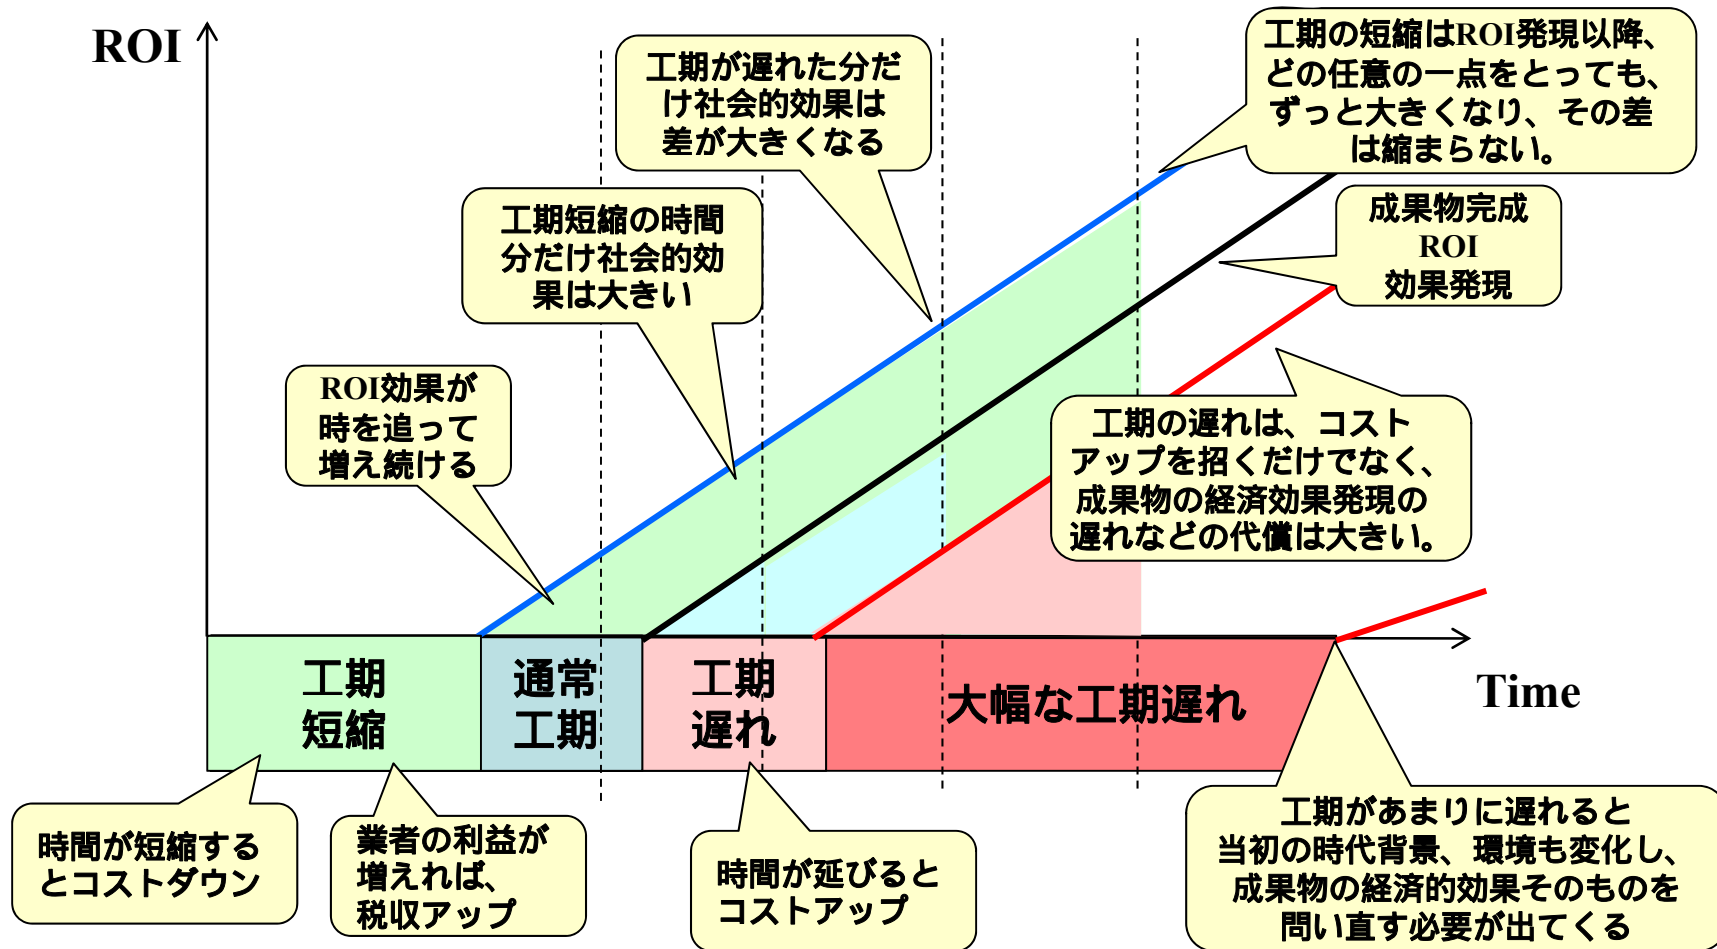 ROI
工期が遅れた分だ
け社会的効果は
差が大きくなる
工期の短縮はROI発現以降、
どの任意の一点をとっても、
ずっと大きくなり、その差
は縮まらない。
工期短縮の時間
分だけ社会的効
果は大きい
成果物完成
ROI
効果発現
ROI効果が
時を追って
増え続ける
工期の遅れは、コスト
アップを招くだけでなく、
成果物の経済効果発現の
遅れなどの代償は大きい。
工期
短縮
通常
工期
工期
遅れ
大幅な工期遅れ
Time
時間が短縮する
とコストダウン
業者の利益が
増えれば、
税収アップ
時間が延びると
コストアップ
工期があまりに遅れると
当初の時代背景、環境も変化し、
成果物の経済的効果そのものを
問い直す必要が出てくる